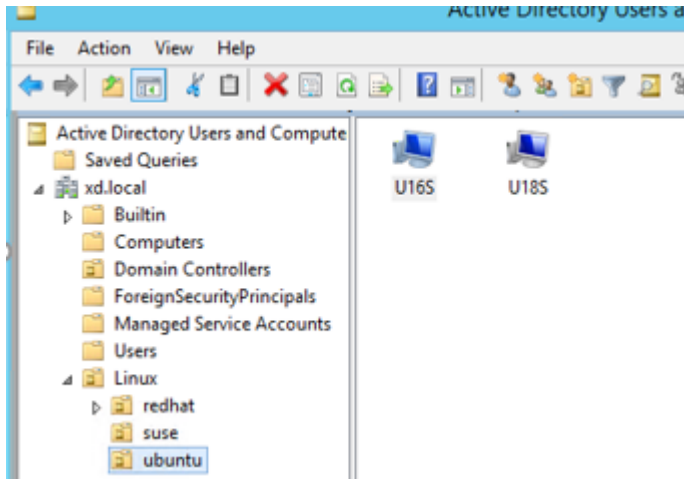 Active Directory Users a
File Action View Help
Active Directory Users and Compute
Saved Queries
xd.local
Builtin
Computers
Domain Controllers
ForeignSecurityPrincipals
Managed Service Accounts
Users
Linux
redhat
suse
ubuntu
U16S U18S